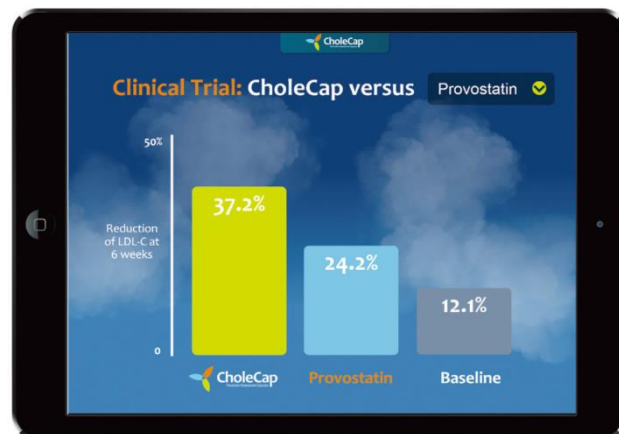 CholeCap
Clinical Trial: CholeCap versus
Provostatin
50%
Reduction
of LDL-C at
6 weeks
0
37.2%
24.2%
12.1%
CholeCap
Provostatin
Baseline